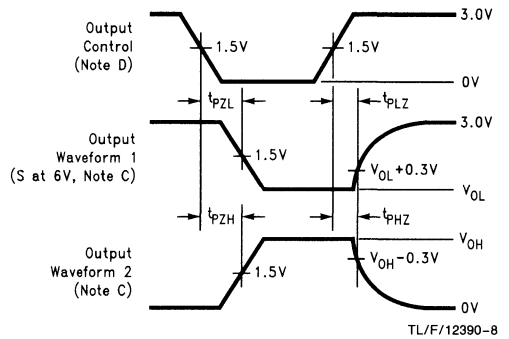 Output
Control
(Note D)
1.5V
1.5V
3.0V
0V
tPZL
tPLZ
Output
Waveform 1
(S at 6V, Note C)
1.5V
3.0V
VOL+0.3V
VOL
tPZH
tPHZ
Output
Waveform 2
(Note C)
1.5V
VOH
VOH−0.3V
0V
TL/F/12390–8